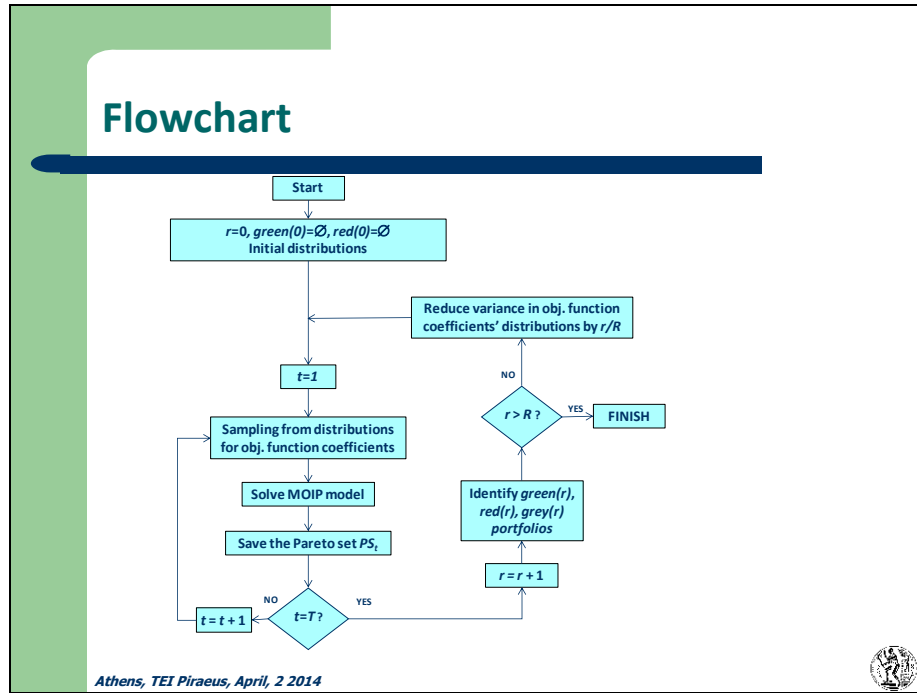 Flowchart
Start
r=0, green(0)=∅, red(0)=∅
Initial distributions
Reduce variance in obj. function
coefficients' distributions by r/R
t=1
NO
r > R ?
YES
FINISH
Sampling from distributions
for obj. function coefficients
Solve MOIP model
Identify green(r),
red(r), grey(r)
portfolios
Save the Pareto set PSt
r = r + 1
NO
YES
t=T?
t = t + 1
Athens, TEI Piraeus, April, 2 2014